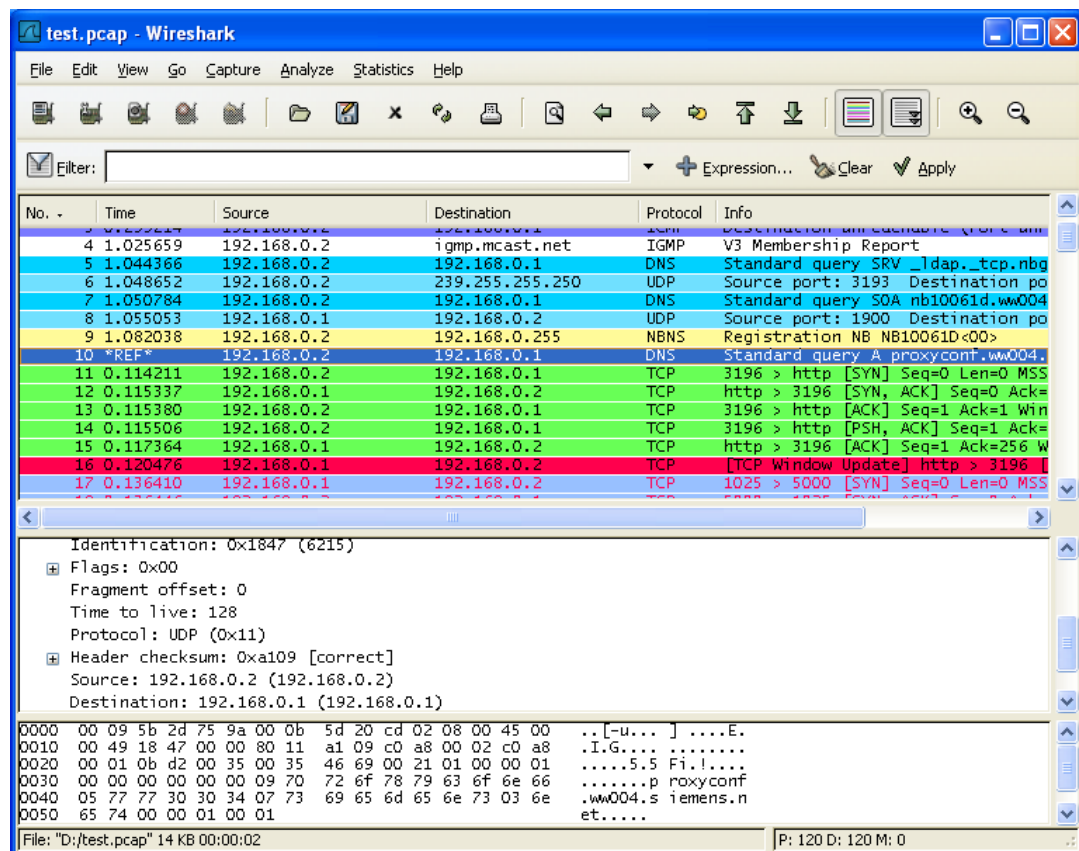 test.pcap - Wireshark
File Edit View Go Capture Analyze Statistics Help
Filter: Expression... Clear Apply
No. Time Source Destination Protocol Info
4 1.025659 192.168.0.2 igmp.mcast.net IGMP V3 Membership Report
5 1.044366 192.168.0.2 192.168.0.1 DNS Standard query SRV _ldap._tcp.nbg
6 1.048652 192.168.0.2 239.255.255.250 UDP Source port: 3193 Destination po
7 1.050784 192.168.0.2 192.168.0.1 DNS Standard query SOA nb10061d.ww004
8 1.055053 192.168.0.1 192.168.0.2 UDP Source port: 1900 Destination po
9 1.082038 192.168.0.2 192.168.0.255 NBNS Registration NB NB10061D<00>
10 *REF* 192.168.0.2 192.168.0.1 DNS Standard query A proxyconf.ww004.
11 0.114211 192.168.0.2 192.168.0.1 TCP 3196 > http [SYN] Seq=0 Len=0 MSS
12 0.115337 192.168.0.1 192.168.0.2 TCP http > 3196 [SYN, ACK] Seq=0 Ack=
13 0.115380 192.168.0.2 192.168.0.1 TCP 3196 > http [ACK] Seq=1 Ack=1 Win
14 0.115506 192.168.0.2 192.168.0.1 TCP 3196 > http [PSH, ACK] Seq=1 Ack=
15 0.117364 192.168.0.1 192.168.0.2 TCP http > 3196 [ACK] Seq=1 Ack=256 W
16 0.120476 192.168.0.1 192.168.0.2 TCP [TCP Window Update] http > 3196 [
17 0.136410 192.168.0.1 192.168.0.2 TCP 1025 > 5000 [SYN] Seq=0 Len=0 MSS
Identification: 0x1847 (6215)
Flags: 0x00
Fragment offset: 0
Time to live: 128
Protocol: UDP (0x11)
Header checksum: 0xa109 [correct]
Source: 192.168.0.2 (192.168.0.2)
Destination: 192.168.0.1 (192.168.0.1)
0000 00 09 5b 2d 75 9a 00 0b 5d 20 cd 02 08 00 45 00 ..[-u... ] ....E.
0010 00 49 18 47 00 00 80 11 a1 09 c0 a8 00 02 c0 a8 .I.G.... ........
0020 00 01 0b d2 00 35 00 35 46 69 00 21 01 00 00 01 .....5.5 Fi.!....
0030 00 00 00 00 00 00 09 70 72 6f 78 79 63 6f 6e 66 .......p roxyconf
0040 05 77 77 30 30 34 07 73 69 65 6d 65 6e 73 03 6e .ww004.s iemens.n
0050 65 74 00 00 01 00 01 et.....
File: "D:/test.pcap" 14 KB 00:00:02 P: 120 D: 120 M: 0